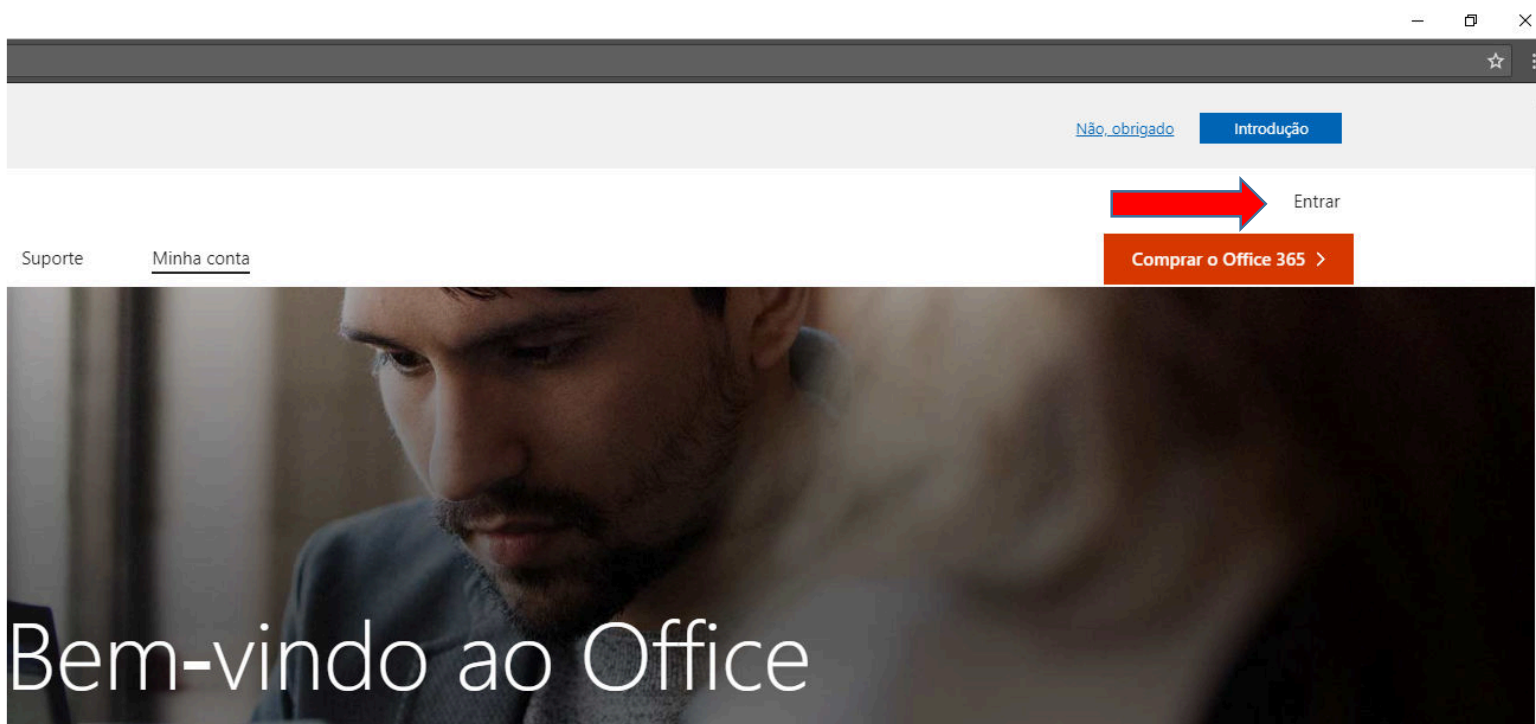 Não, obrigado
Introdução
Entrar
Suporte
Minha conta
Comprar o Office 365
Bem-vindo ao Office